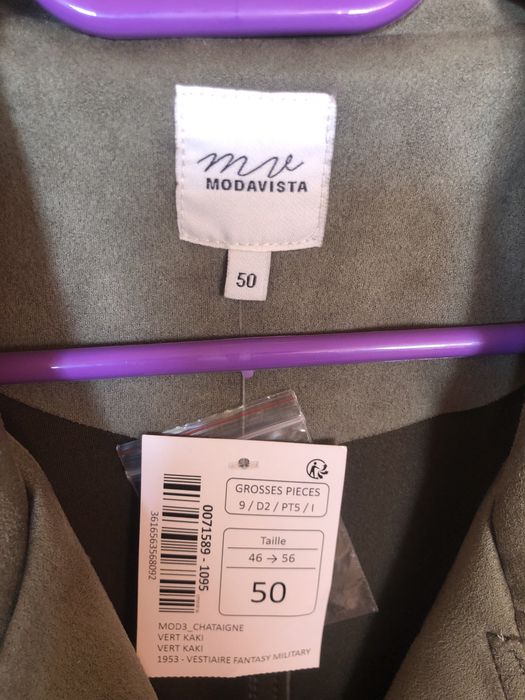 mv
MODAVISTA
50
GROSSES PIECES
9 / D2 / PT5 / I
Taille
46 → 56
50
0071589 - 1095
3616563568092
MOD3_CHATAIGNE
VERT KAKI
VERT KAKI
1953 - VESTIAIRE FANTASY MILITARY